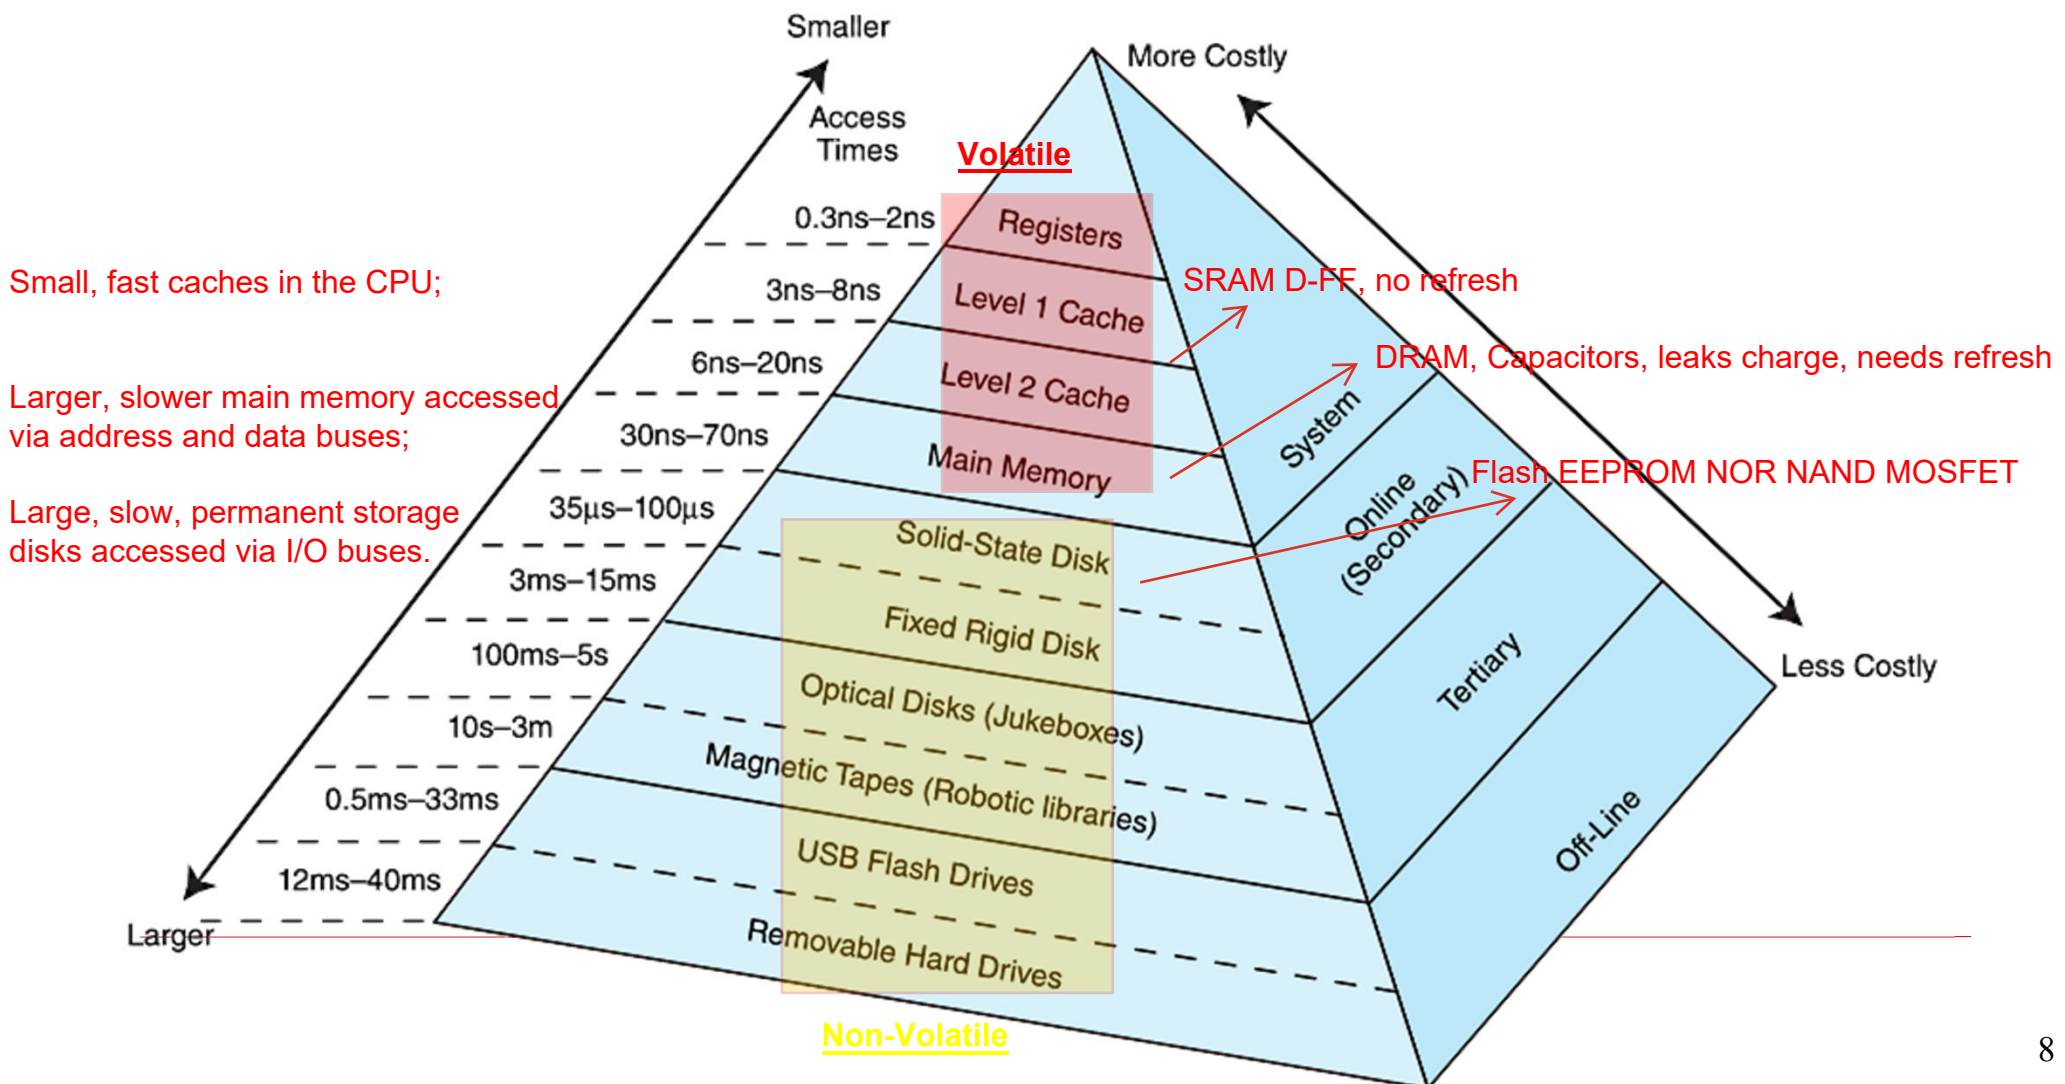 Smaller
More Costly
Access
Times
Volatile
0.3ns–2ns
Registers
Small, fast caches in the CPU;
3ns–8ns
Level 1 Cache
SRAM D-FF, no refresh
6ns–20ns
Level 2 Cache
DRAM, Capacitors, leaks charge, needs refresh
Larger, slower main memory accessed
via address and data buses;
30ns–70ns
Main Memory
System
Flash EEPROM NOR NAND MOSFET
Large, slow, permanent storage
disks accessed via I/O buses.
35µs–100µs
Solid-State Disk
Online
(Secondary)
3ms–15ms
Fixed Rigid Disk
100ms–5s
Optical Disks (Jukeboxes)
Tertiary
Less Costly
10s–3m
Magnetic Tapes (Robotic libraries)
0.5ms–33ms
USB Flash Drives
Off-Line
12ms–40ms
Removable Hard Drives
Larger
Non-Volatile
8